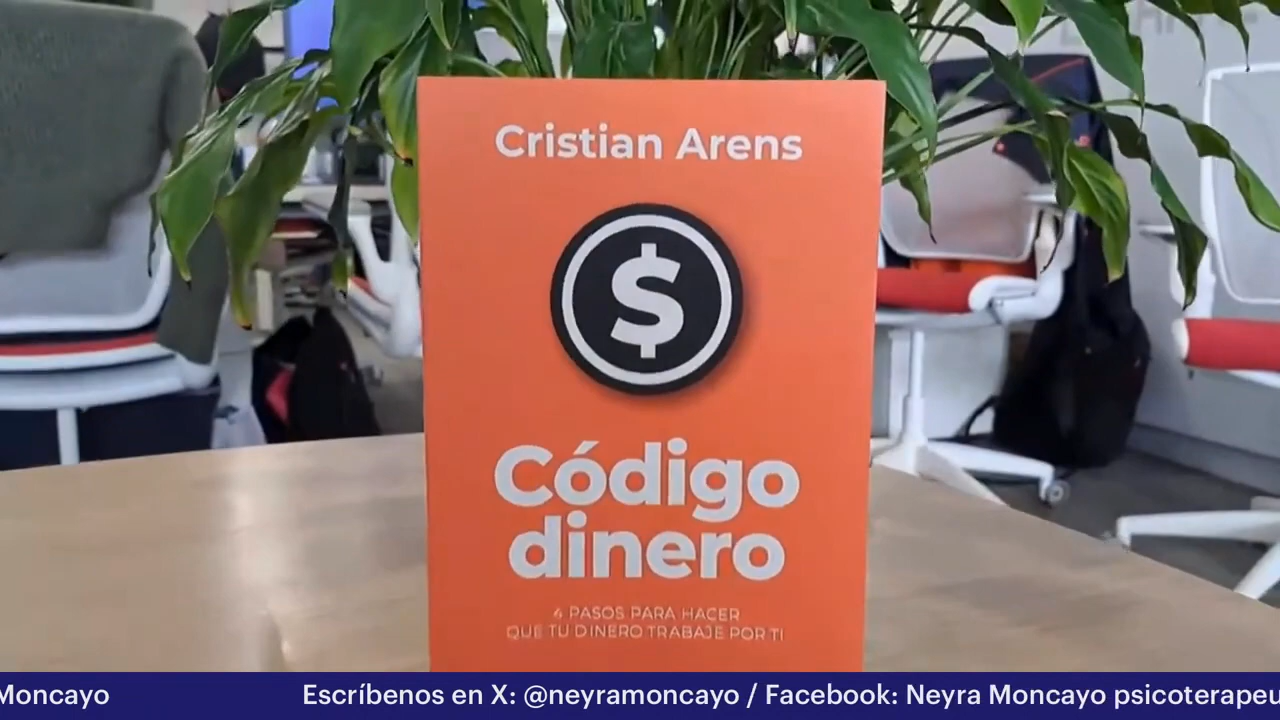 Cristian Arens
$
Código
dinero
4 PASOS PARA HACER
QUE TU DINERO TRABAJE POR TI
Moncayo Escríbenos en X: @neyramoncayo / Facebook: Neyra Moncayo psicoterapeu